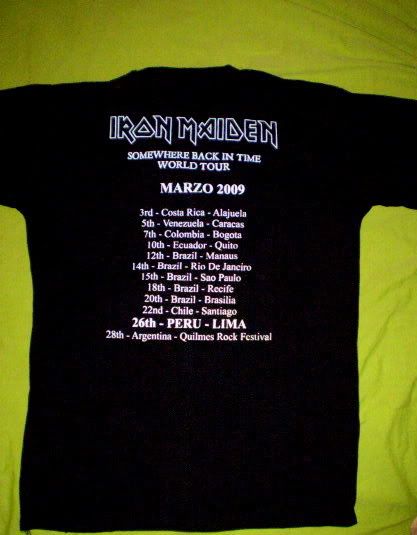 IRON MAIDEN
SOMEWHERE BACK IN TIME
WORLD TOUR
MARZO 2009
3rd - Costa Rica - Alajuela
5th - Venezuela - Caracas
7th - Colombia - Bogota
10th - Ecuador - Quito
12th - Brazil - Manaus
14th - Brazil - Rio De Janeiro
15th - Brazil - Sao Paulo
18th - Brazil - Recife
20th - Brazil - Brasilia
22nd - Chile - Santiago
26th - PERU - LIMA
28th - Argentina - Quilmes Rock Festival